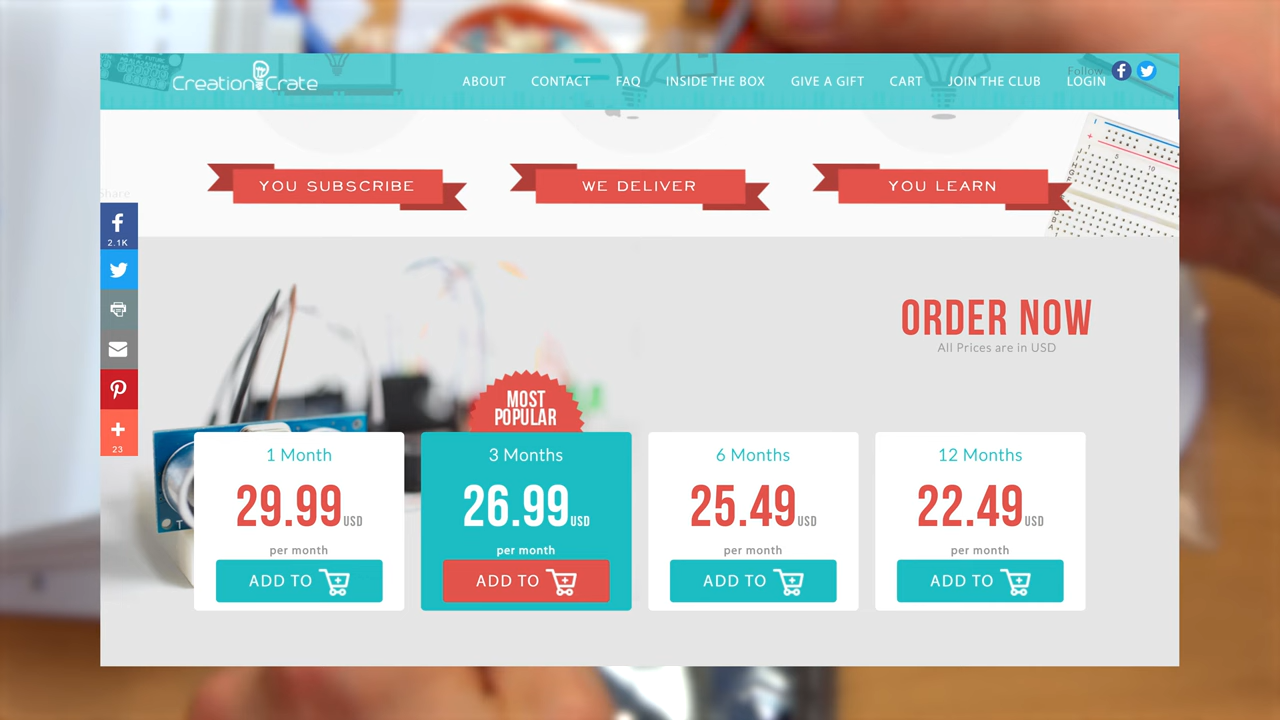 Creation Crate
ABOUT CONTACT FAQ INSIDE THE BOX GIVE A GIFT CART JOIN THE CLUB LOGIN
Follow
YOU SUBSCRIBE WE DELIVER YOU LEARN
Share
2.1K
23
ORDER NOW
All Prices are in USD
MOST
POPULAR
1 Month
29.99 USD
per month
ADD TO
3 Months
26.99 USD
per month
ADD TO
6 Months
25.49 USD
per month
ADD TO
12 Months
22.49 USD
per month
ADD TO